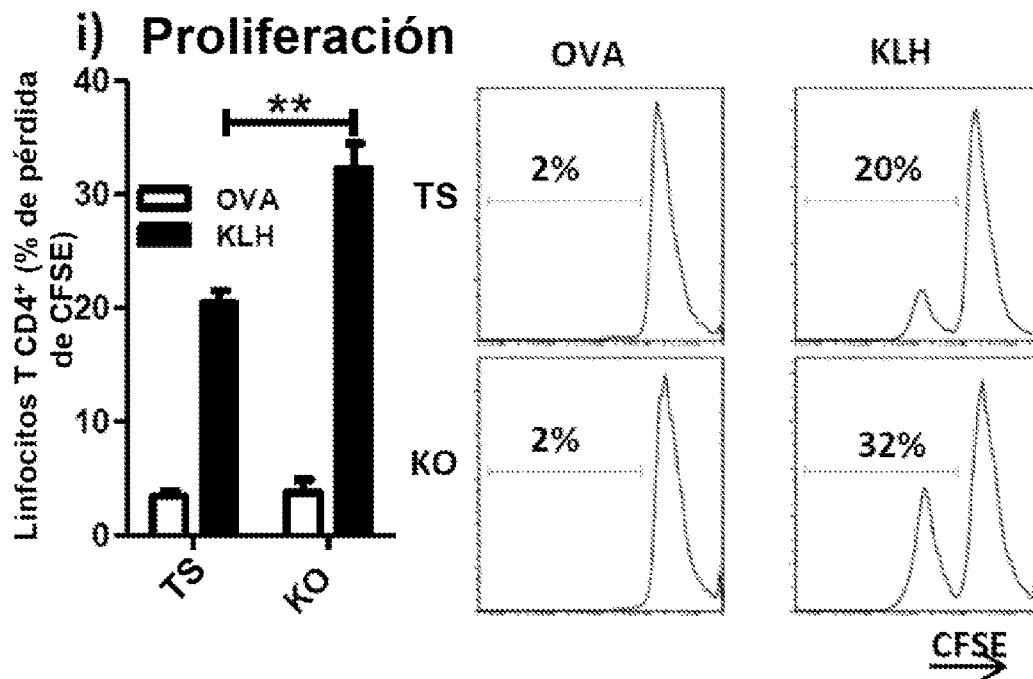 i) Proliferación
Linfocitos T CD4⁺ (% de pérdida
de CFSE)
40
30
20
10
0
**
OVA
KLH
TS
KO
OVA
KLH
TS
2%
20%
KO
2%
32%
CFSE